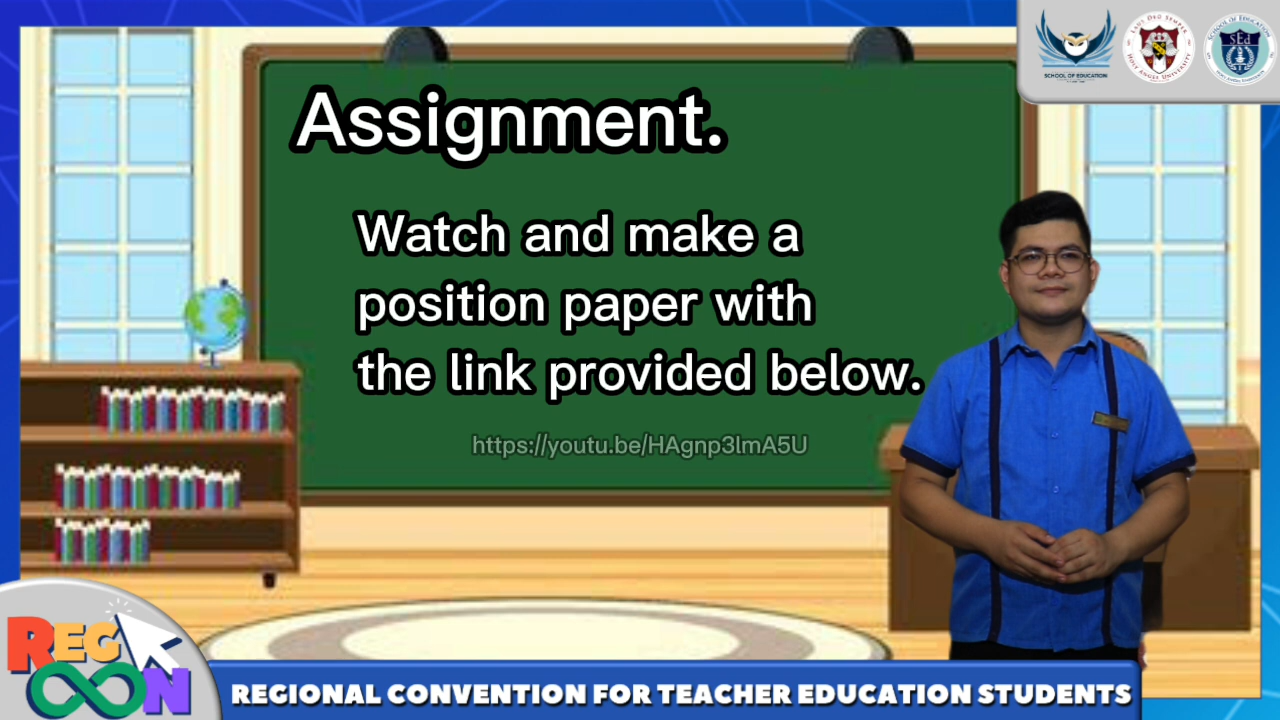 SCHOOL OF EDUCATION
Assignment.
Watch and make a
position paper with
the link provided below.
https://youtu.be/HAgnp3lmA5U
REGCON
REGIONAL CONVENTION FOR TEACHER EDUCATION STUDENTS